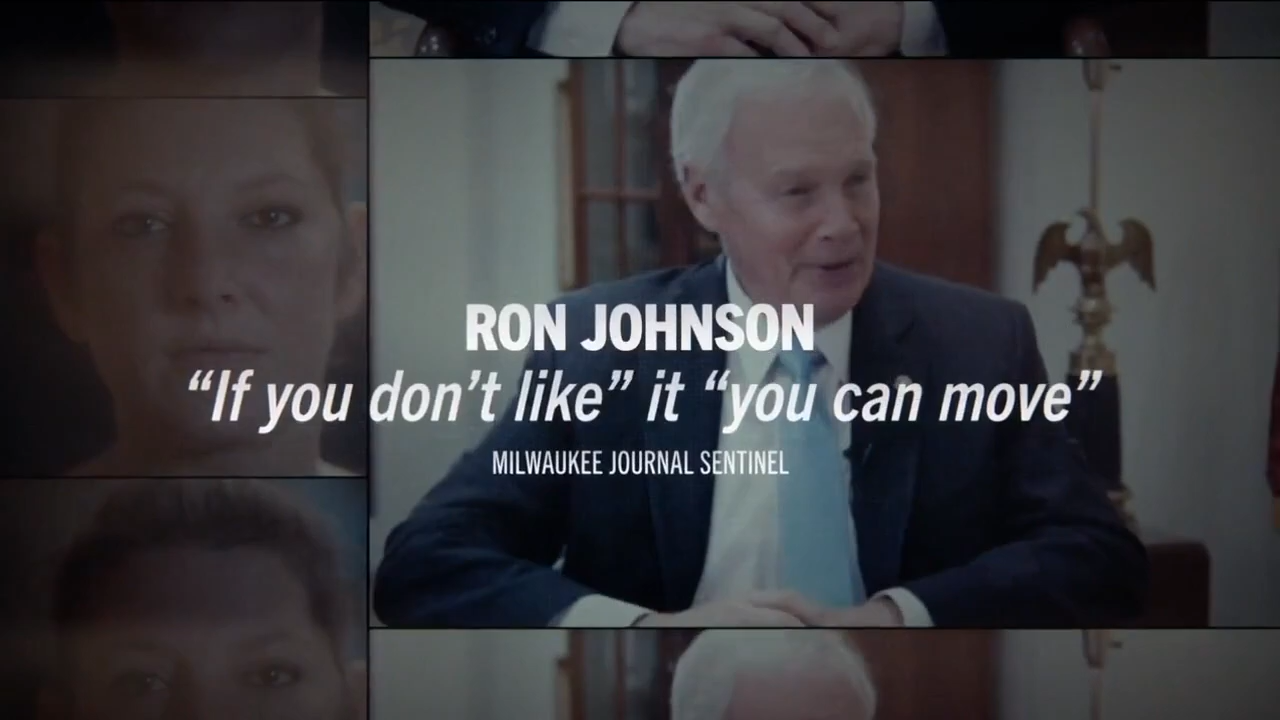 RON JOHNSON
“If you don’t like” it “you can move”
MILWAUKEE JOURNAL SENTINEL